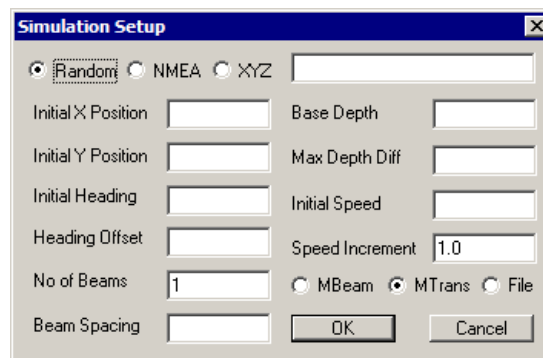 Simulation Setup
Random NMEA XYZ
Initial X Position
Base Depth
Initial Y Position
Max Depth Diff
Initial Heading
Initial Speed
Heading Offset
Speed Increment 1.0
No of Beams 1
MBeam MTrans File
Beam Spacing
OK Cancel